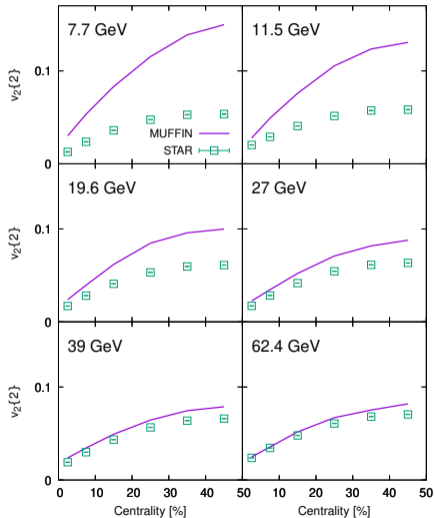 7.7 GeV
11.5 GeV
v2{2}
0.1
0
MUFFIN
STAR
19.6 GeV
27 GeV
v2{2}
0.1
0
39 GeV
62.4 GeV
v2{2}
0.1
0
0 10 20 30 40 50 10 20 30 40 50
Centrality [%] Centrality [%]